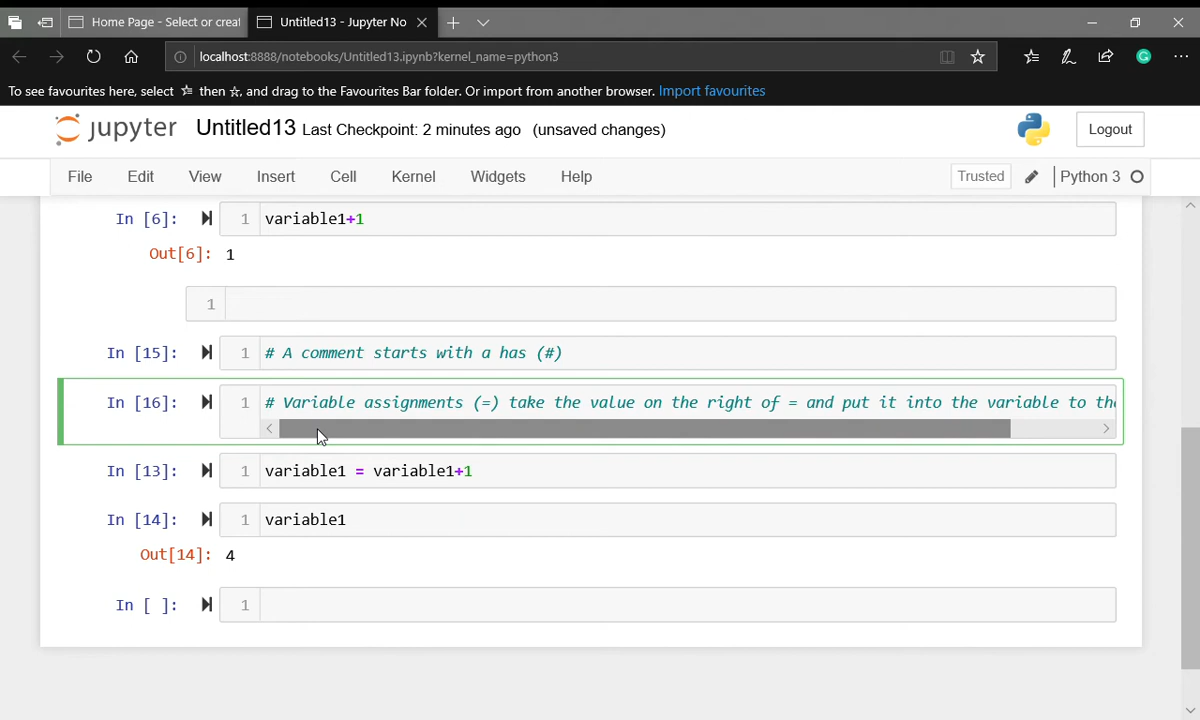 Home Page - Select or creat
Untitled13 - Jupyter No
localhost:8888/notebooks/Untitled13.ipynb?kernel_name=python3
To see favourites here, select then ☆, and drag to the Favourites Bar folder. Or import from another browser. Import favourites
jupyter Untitled13 Last Checkpoint: 2 minutes ago (unsaved changes)
Logout
File Edit View Insert Cell Kernel Widgets Help
Trusted
Python 3
In [6]: 1 variable1+1
Out[6]: 1
1
In [15]: 1 # A comment starts with a has (#)
In [16]: 1 # Variable assignments (=) take the value on the right of = and put it into the variable to the
In [13]: 1 variable1 = variable1+1
In [14]: 1 variable1
Out[14]: 4
In [ ]: 1